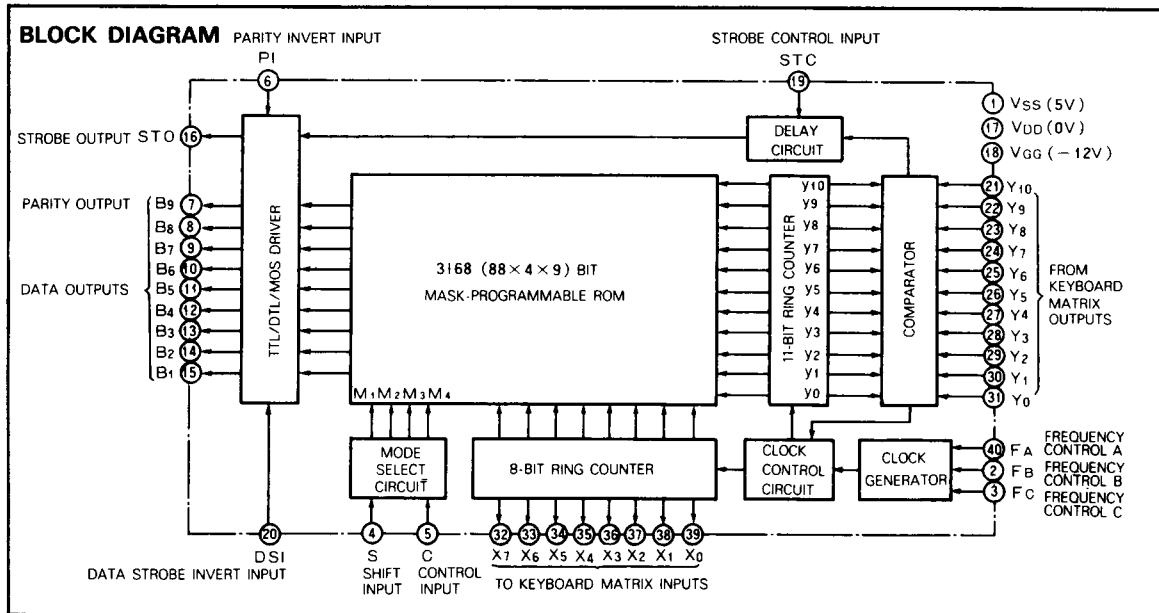 BLOCK DIAGRAM
PARITY INVERT INPUT
PI
6
STROBE CONTROL INPUT
STC
19
1 VSS (5V)
17 VDD (0V)
18 VGG (−12V)
STROBE OUTPUT STO 16
DELAY CIRCUIT
PARITY OUTPUT
DATA OUTPUTS
B9 7
B8 8
B7 9
B6 10
B5 11
B4 12
B3 13
B2 14
B1 15
TTL/DTL/MOS DRIVER
3168 (88×4×9) BIT
MASK-PROGRAMMABLE ROM
M1 M2 M3 M4
11-BIT RING COUNTER
y10
y9
y8
y7
y6
y5
y4
y3
y2
y1
y0
COMPARATOR
21 Y10
22 Y9
23 Y8
24 Y7
25 Y6
26 Y5
27 Y4
28 Y3
29 Y2
30 Y1
31 Y0
FROM
KEYBOARD
MATRIX
OUTPUTS
MODE
SELECT
CIRCUIT
8-BIT RING COUNTER
CLOCK
CONTROL
CIRCUIT
CLOCK
GENERATOR
40 FA FREQUENCY CONTROL A
2 FB FREQUENCY CONTROL B
3 FC FREQUENCY CONTROL C
20
DSI
DATA STROBE INVERT INPUT
4
S
SHIFT
INPUT
5
C
CONTROL
INPUT
32 33 34 35 36 37 38 39
X7 X6 X5 X4 X3 X2 X1 X0
TO KEYBOARD MATRIX INPUTS